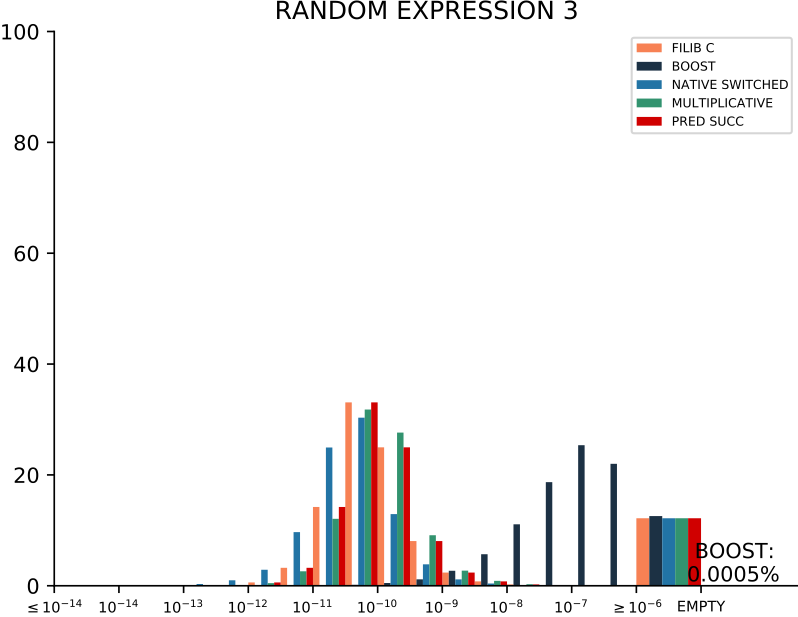 RANDOM EXPRESSION 3
100
80
60
40
20
0
FILIB C
BOOST
NATIVE SWITCHED
MULTIPLICATIVE
PRED SUCC
BOOST:
0.0005%
≤ 10⁻¹⁴ 10⁻¹⁴ 10⁻¹³ 10⁻¹² 10⁻¹¹ 10⁻¹⁰ 10⁻⁹ 10⁻⁸ 10⁻⁷ ≥ 10⁻⁶ EMPTY